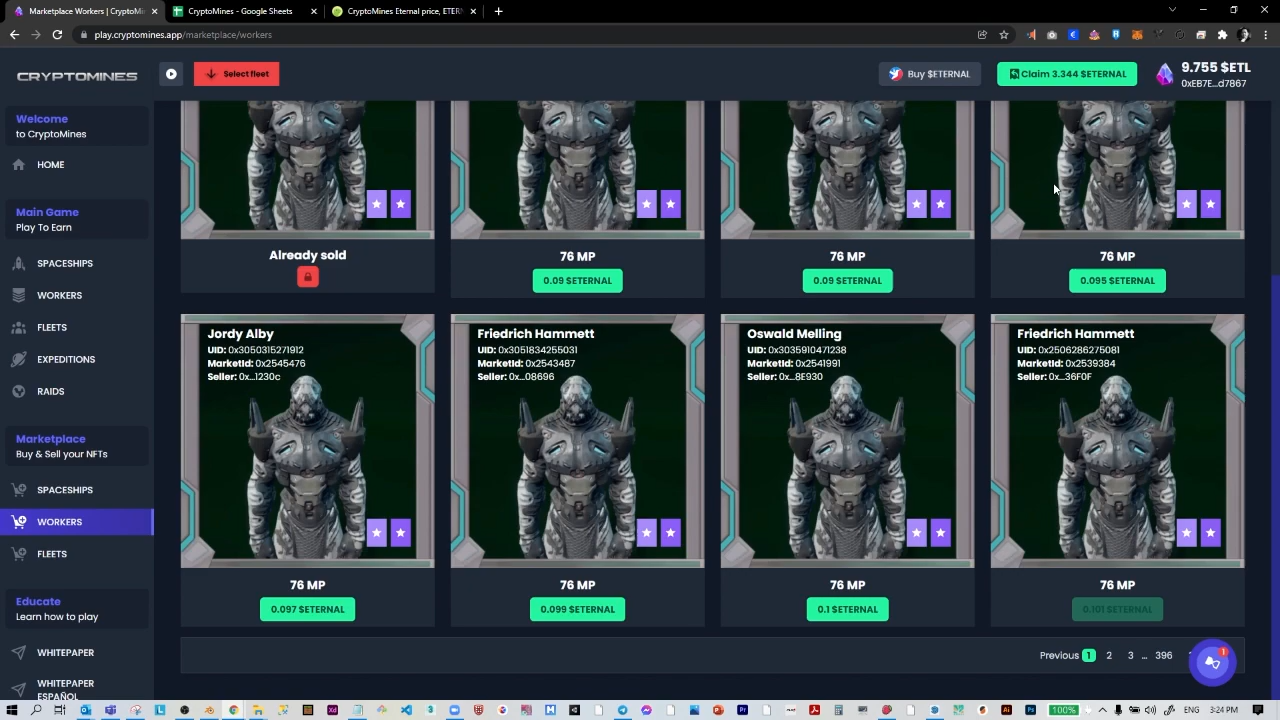 Marketplace Workers | CryptoMi
CryptoMines - Google Sheets
CryptoMines Eternal price, ETER
play.cryptomines.app/marketplace/workers
CRYPTOMINES
Select fleet
Buy $ETERNAL
Claim 3.344 $ETERNAL
9.755 $ETL
0xEB7E...d7867
Welcome
to CryptoMines
HOME
Main Game
Play To Earn
SPACESHIPS
WORKERS
FLEETS
EXPEDITIONS
RAIDS
Marketplace
Buy & Sell your NFTs
SPACESHIPS
WORKERS
FLEETS
Educate
Learn how to play
WHITEPAPER
WHITEPAPER
ESPAÑOL
Already sold
76 MP
0.09 $ETERNAL
76 MP
0.09 $ETERNAL
76 MP
0.095 $ETERNAL
Jordy Alby
UID: 0x3050315271912
MarketId: 0x2545476
Seller: 0x...1230c
76 MP
0.097 $ETERNAL
Friedrich Hammett
UID: 0x3051834255031
MarketId: 0x2543487
Seller: 0x...08696
76 MP
0.099 $ETERNAL
Oswald Melling
UID: 0x3035910471238
MarketId: 0x2541991
Seller: 0x...8E930
76 MP
0.1 $ETERNAL
Friedrich Hammett
UID: 0x2506286275081
MarketId: 0x2539384
Seller: 0x...36F0F
76 MP
0.101 $ETERNAL
Previous 1 2 3 ... 396
1
100%
ENG
3:24 PM